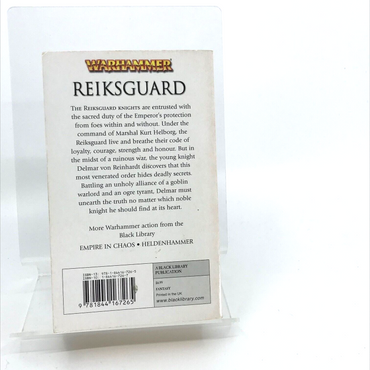 WARHAMMER
REIKSGUARD
THE REIKSGUARD KNIGHTS are entrusted with
the sacred duty of the Emperor's protection
from foes within and without. Under the
command of Marshal Kurt Helborg, the
Reiksguard live and breathe their code of
loyalty, courage, strength and honour. But in
the midst of a ruinous war, the young knight
Delmar von Reinhardt discovers that this
most venerated order hides deadly secrets.
Battling an unholy alliance of a goblin
warlord and an ogre tyrant, Delmar must
unearth the truth no matter which noble
knight he should find at its heart.
More Warhammer action from the
Black Library
EMPIRE IN CHAOS • HELDENHAMMER
9 781844 167265
A BLACK LIBRARY
PUBLICATION
FANTASY
Printed in the UK
www.blacklibrary.com